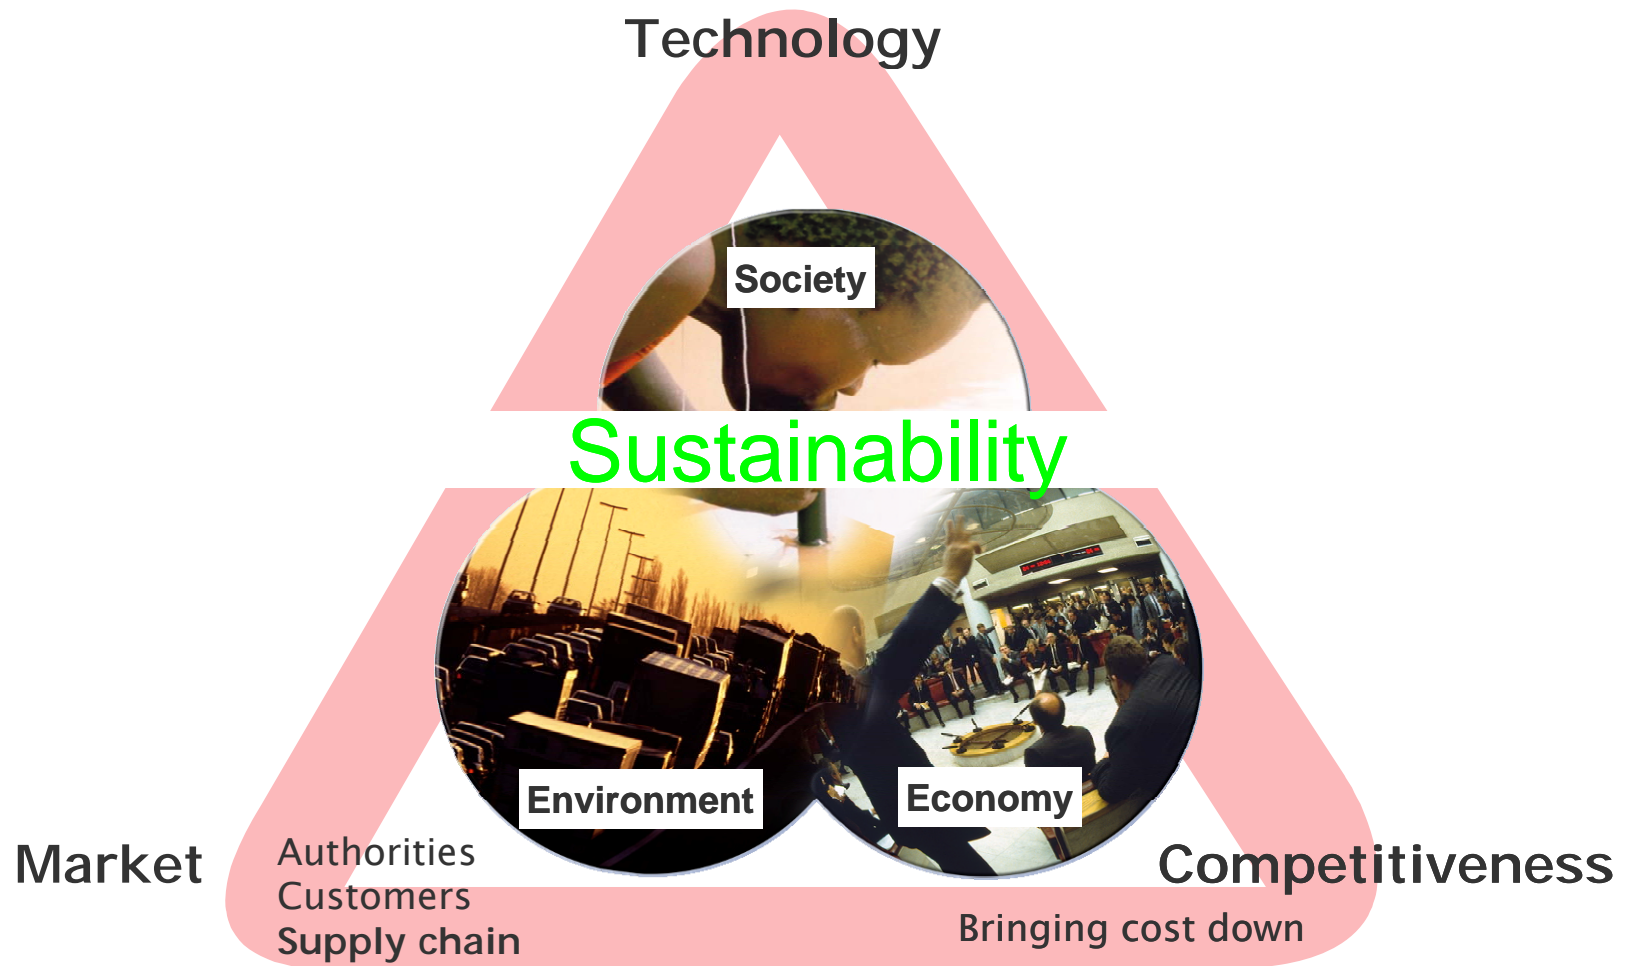 Technology
Society
Sustainability
Environment
Economy
Market
Authorities
Customers
Supply chain
Competitiveness
Bringing cost down